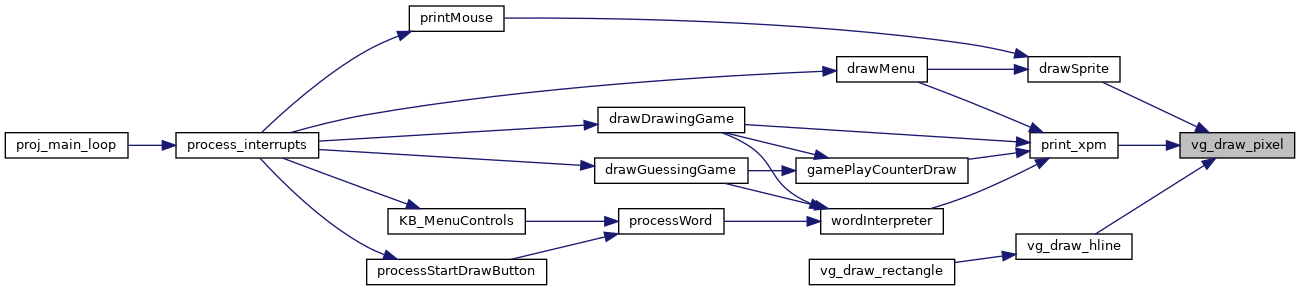 printMouse
drawMenu
drawSprite
drawDrawingGame
proj_main_loop
process_interrupts
print_xpm
vg_draw_pixel
drawGuessingGame
gamePlayCounterDraw
KB_MenuControls
processWord
wordInterpreter
vg_draw_hline
processStartDrawButton
vg_draw_rectangle